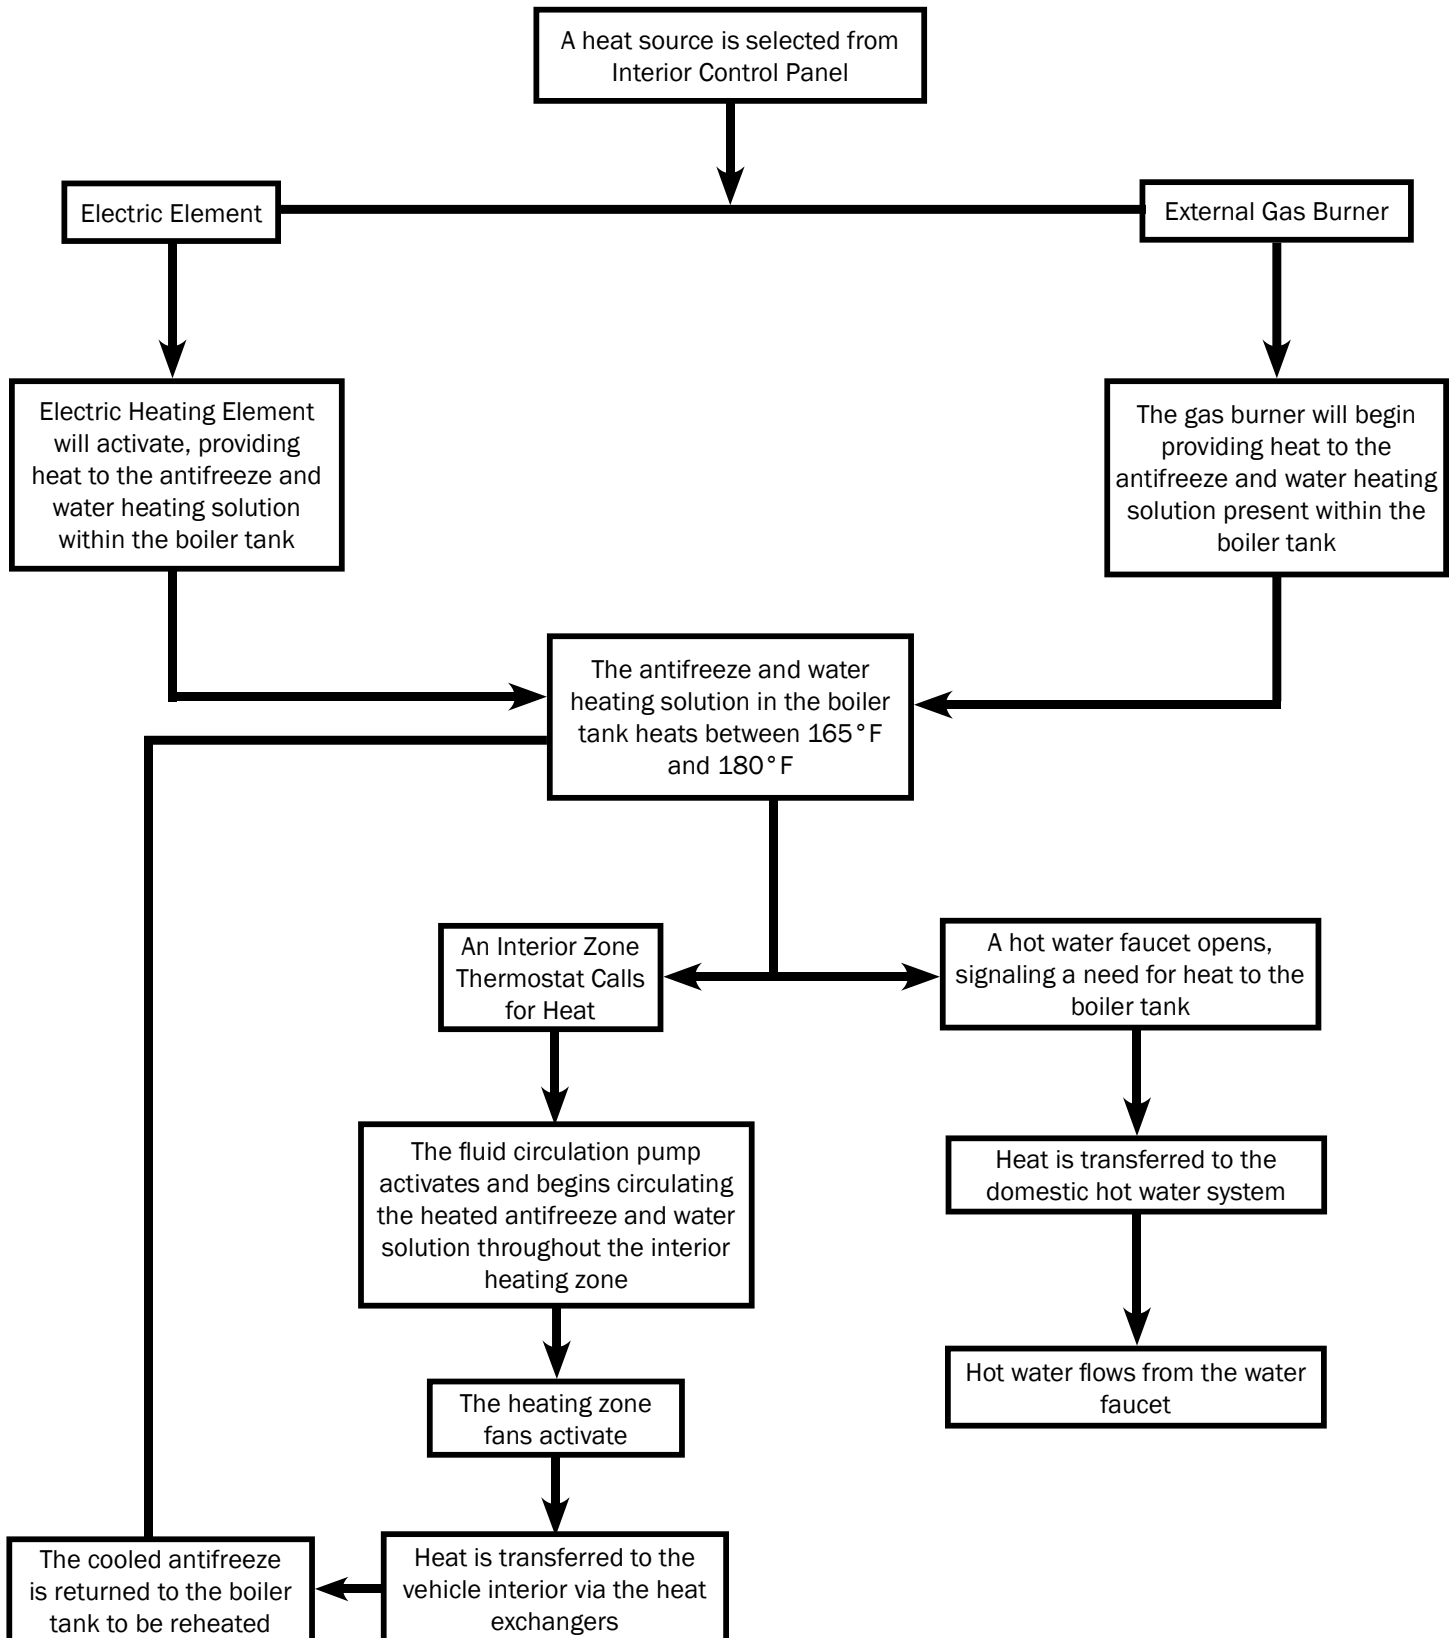 A heat source is selected from
Interior Control Panel
Electric Element
External Gas Burner
Electric Heating Element
will activate, providing
heat to the antifreeze and
water heating solution
within the boiler tank
The gas burner will begin
providing heat to the
antifreeze and water heating
solution present within the
boiler tank
The antifreeze and water
heating solution in the boiler
tank heats between 165°F
and 180°F
An Interior Zone
Thermostat Calls
for Heat
A hot water faucet opens,
signaling a need for heat to the
boiler tank
The fluid circulation pump
activates and begins circulating
the heated antifreeze and water
solution throughout the interior
heating zone
Heat is transferred to the
domestic hot water system
The heating zone
fans activate
Hot water flows from the water
faucet
The cooled antifreeze
is returned to the boiler
tank to be reheated
Heat is transferred to the
vehicle interior via the heat
exchangers